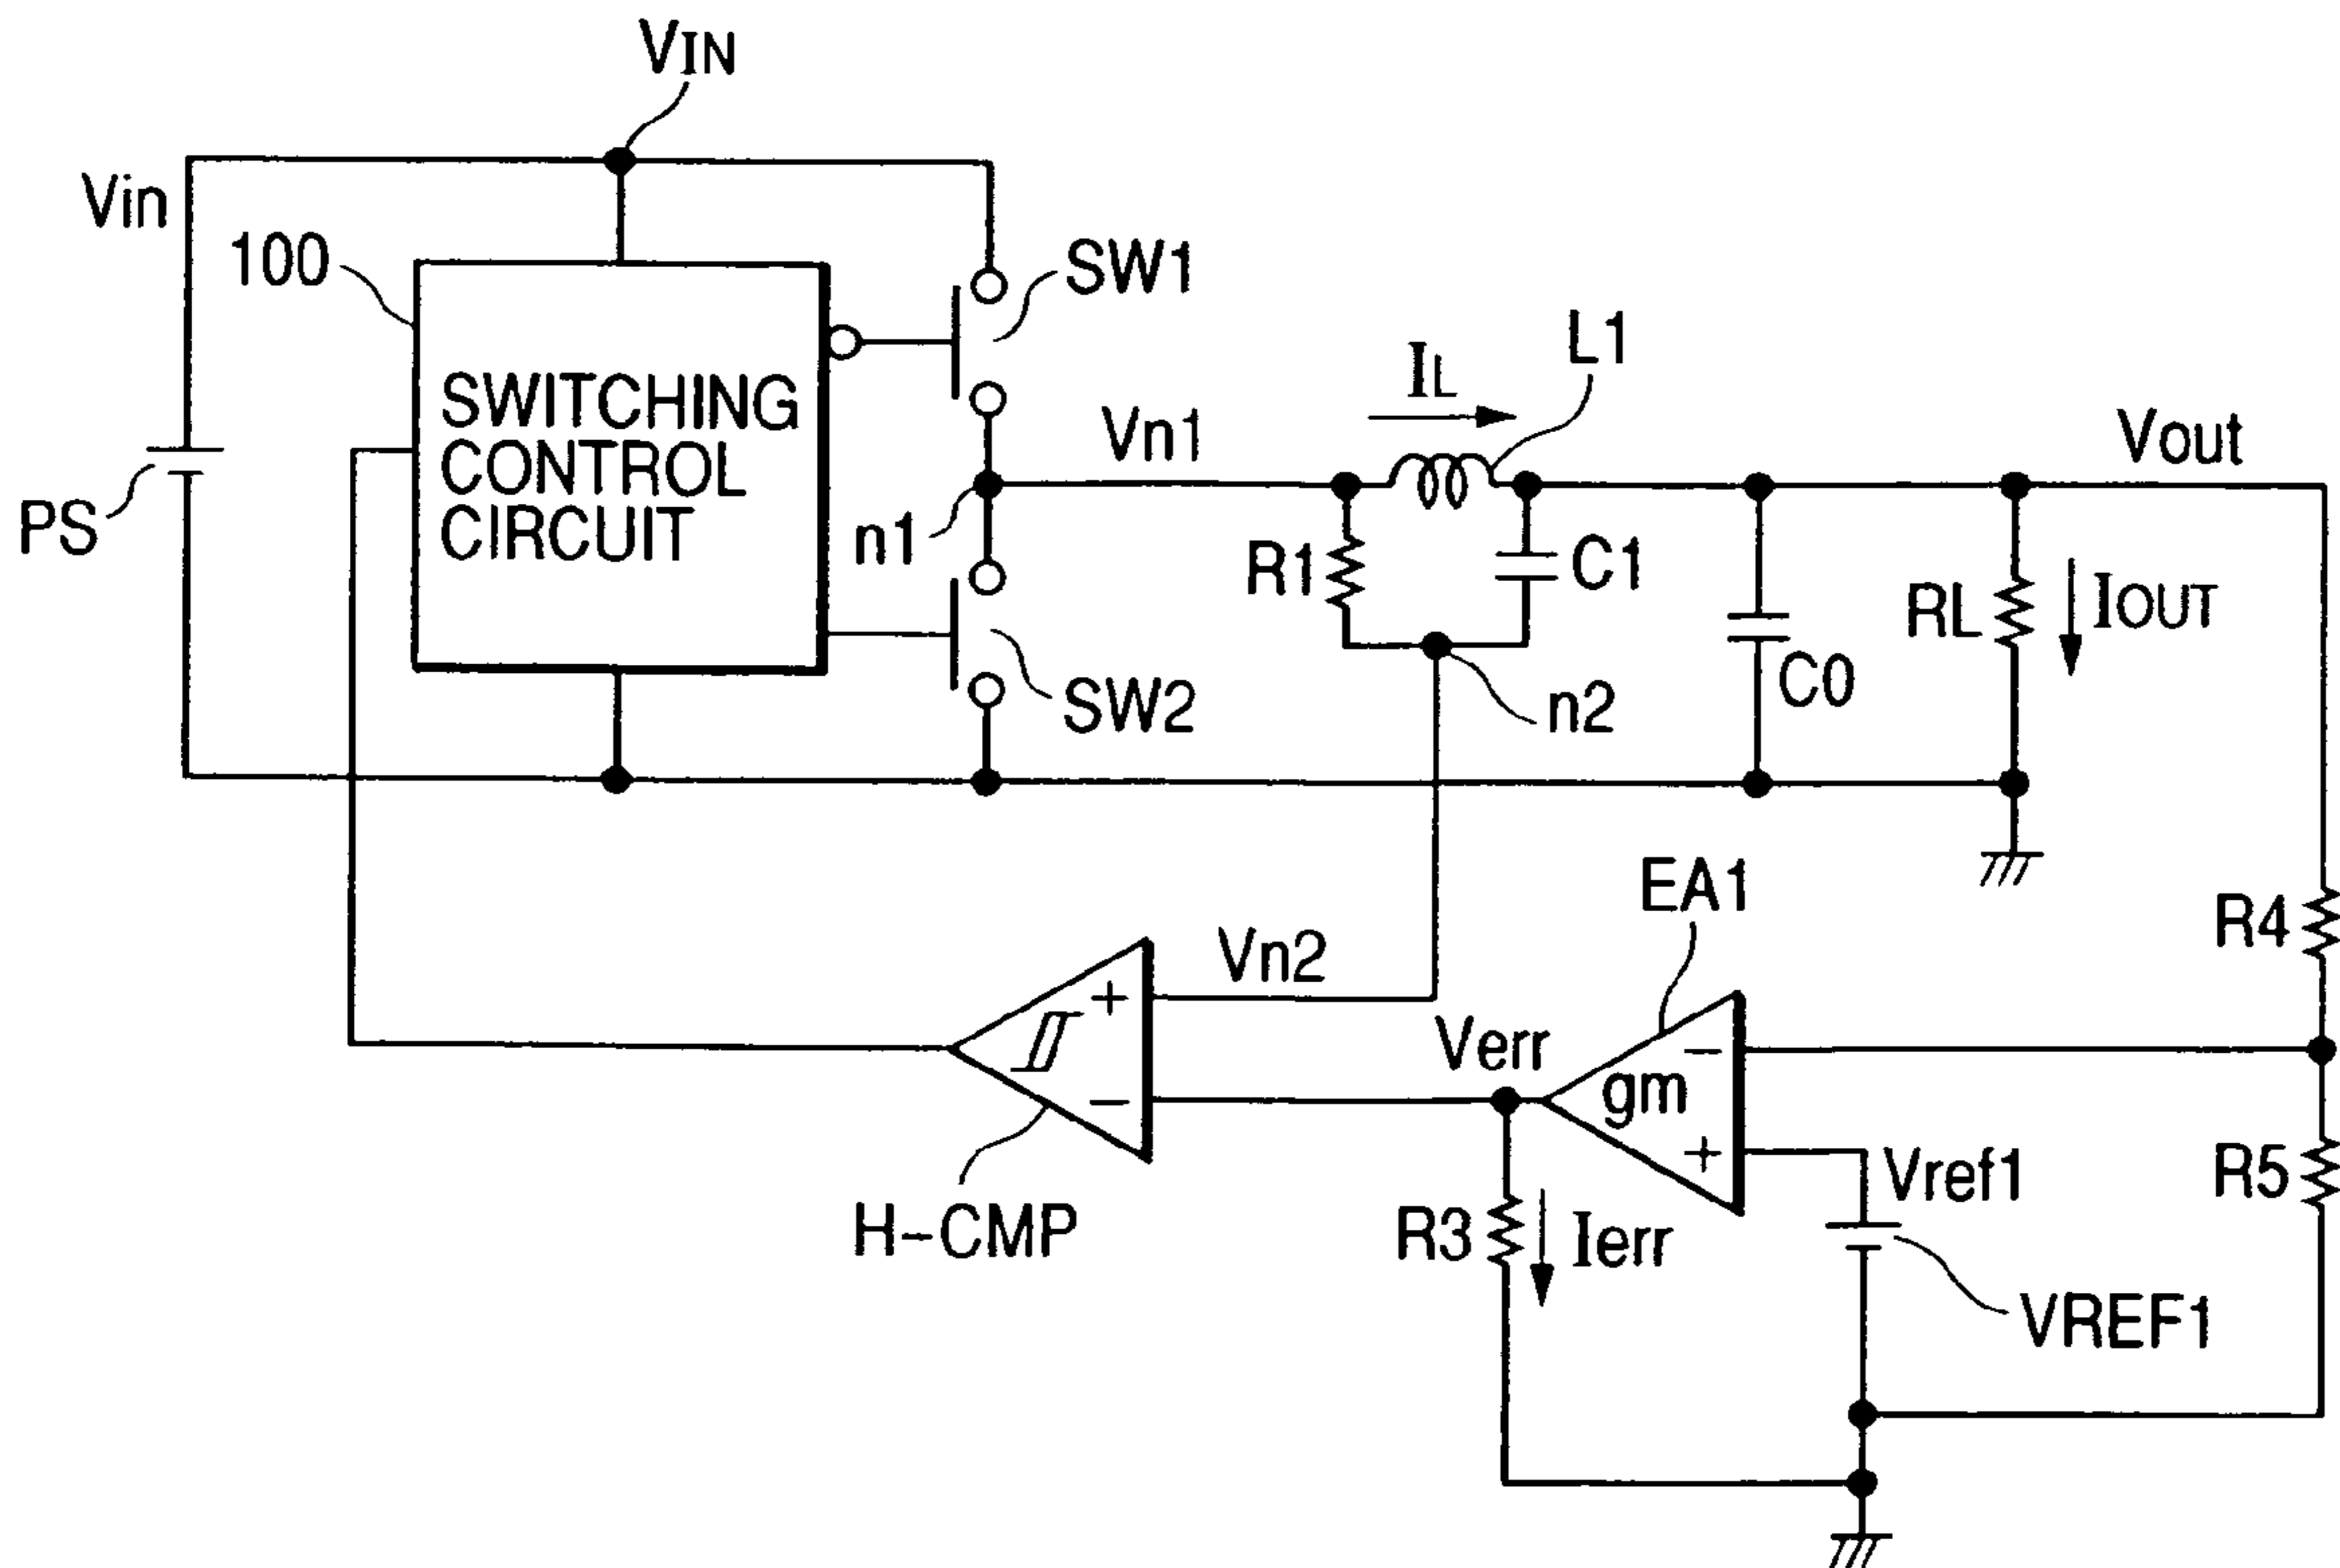 VIN
Vin
100
SW1
L1
IL
SWITCHING
CONTROL
CIRCUIT
Vn1
Vout
PS
n1
R1
C1
RL
IOUT
C0
SW2
n2
EA1
R4
Vn2
+
Verr
−
gm
−
+
Vref1
R5
H-CMP
R3
Ierr
VREF1